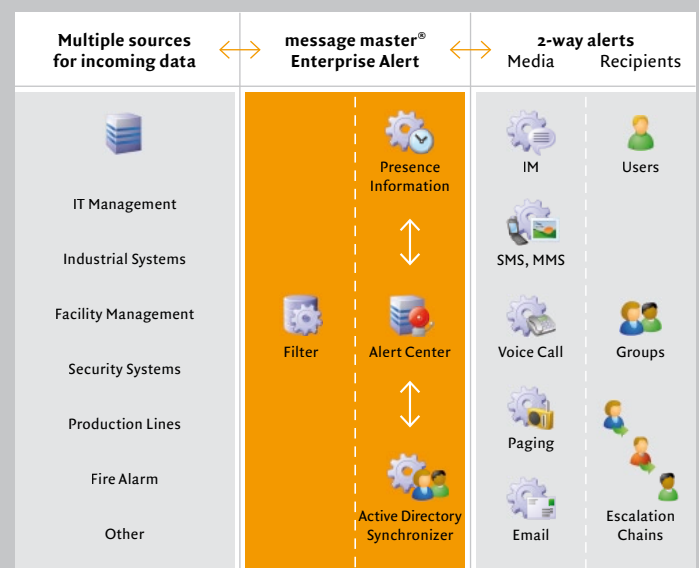 Multiple sources
for incoming data
message master®
Enterprise Alert
2-way alerts
Media Recipients
IT Management
Industrial Systems
Facility Management
Security Systems
Production Lines
Fire Alarm
Other
Filter
Presence
Information
Alert Center
Active Directory
Synchronizer
IM
SMS, MMS
Voice Call
Paging
Email
Users
Groups
Escalation
Chains